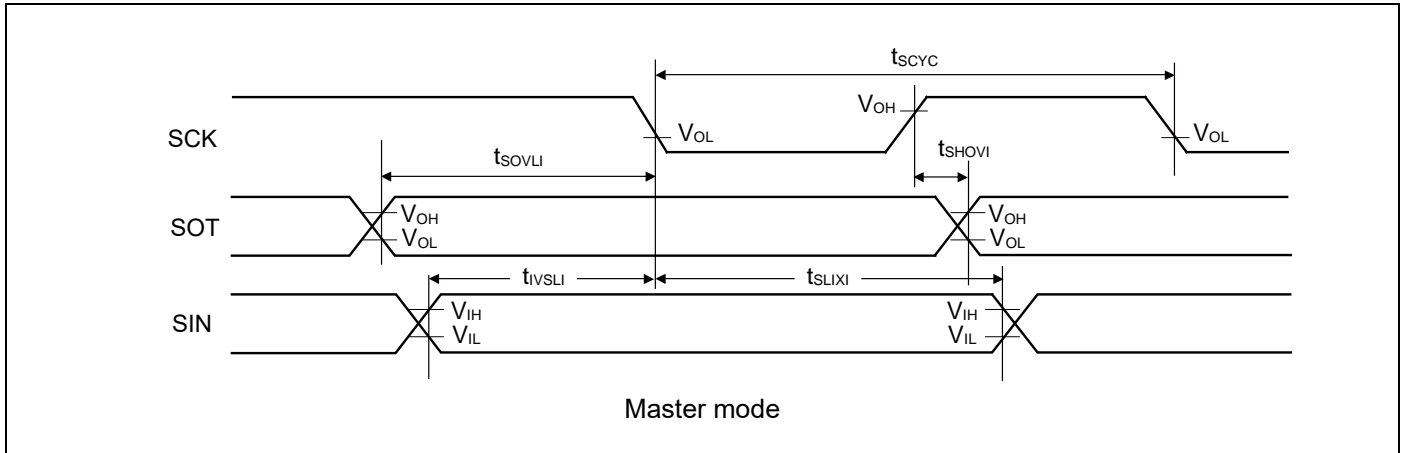 tSCYC
VOH
SCK
VOL
VOL
tSOVLI
tSHOVI
SOT
VOH
VOL
VOH
VOL
tIVSLI
tSLIXI
SIN
VIH
VIL
VIH
VIL
Master mode